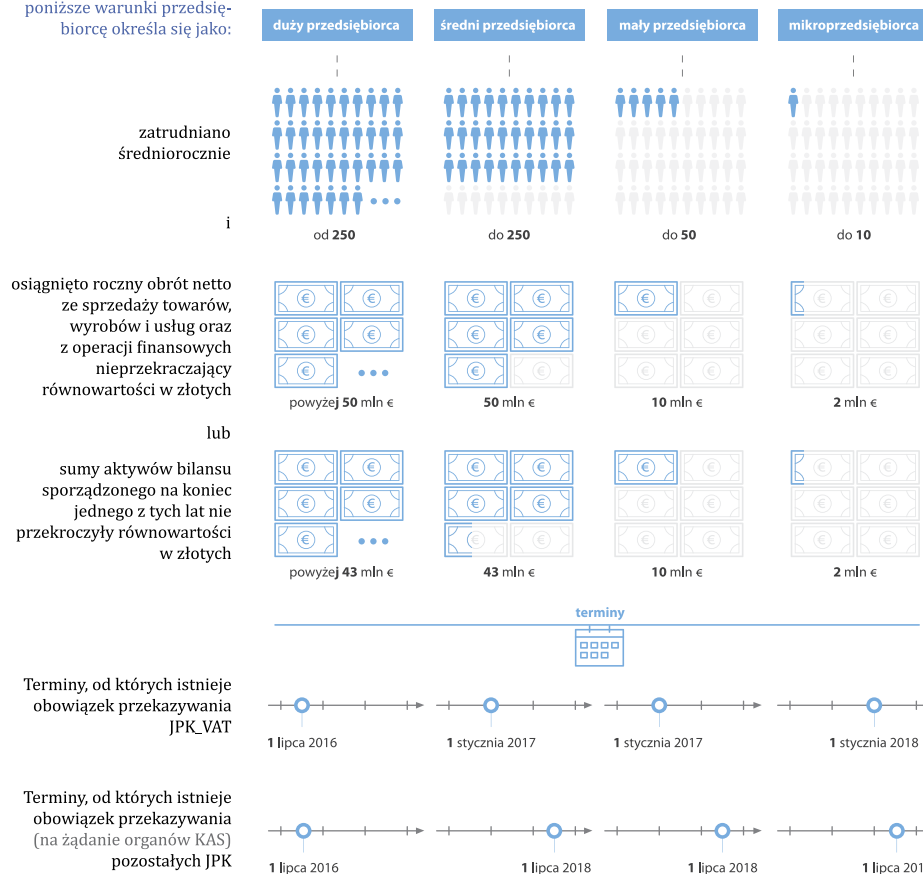 poniższe warunki przedsię-
biorcę określa się jako:
duży przedsiębiorca
średni przedsiębiorca
mały przedsiębiorca
mikroprzedsiębiorca
zatrudniano
średniorocznie
i
od 250
do 250
do 50
do 10
osiągnięto roczny obrót netto
ze sprzedaży towarów,
wyrobów i usług oraz
z operacji finansowych
nieprzekraczający
równowartości w złotych
powyżej 50 mln €
50 mln €
10 mln €
2 mln €
lub
sumy aktywów bilansu
sporządzonego na koniec
jednego z tych lat nie
przekroczyły równowartości
w złotych
powyżej 43 mln €
43 mln €
10 mln €
2 mln €
terminy
Terminy, od których istnieje
obowiązek przekazywania
JPK_VAT
1 lipca 2016
1 stycznia 2017
1 stycznia 2017
1 stycznia 2018
Terminy, od których istnieje
obowiązek przekazywania
(na żądanie organów KAS)
pozostałych JPK
1 lipca 2016
1 lipca 2018
1 lipca 2018
1 lipca